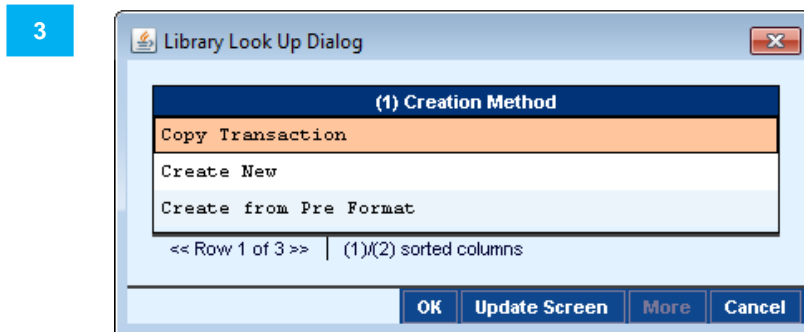 3
Library Look Up Dialog
(1) Creation Method
Copy Transaction
Create New
Create from Pre Format
<< Row 1 of 3 >> | (1)/(2) sorted columns
OK Update Screen More Cancel